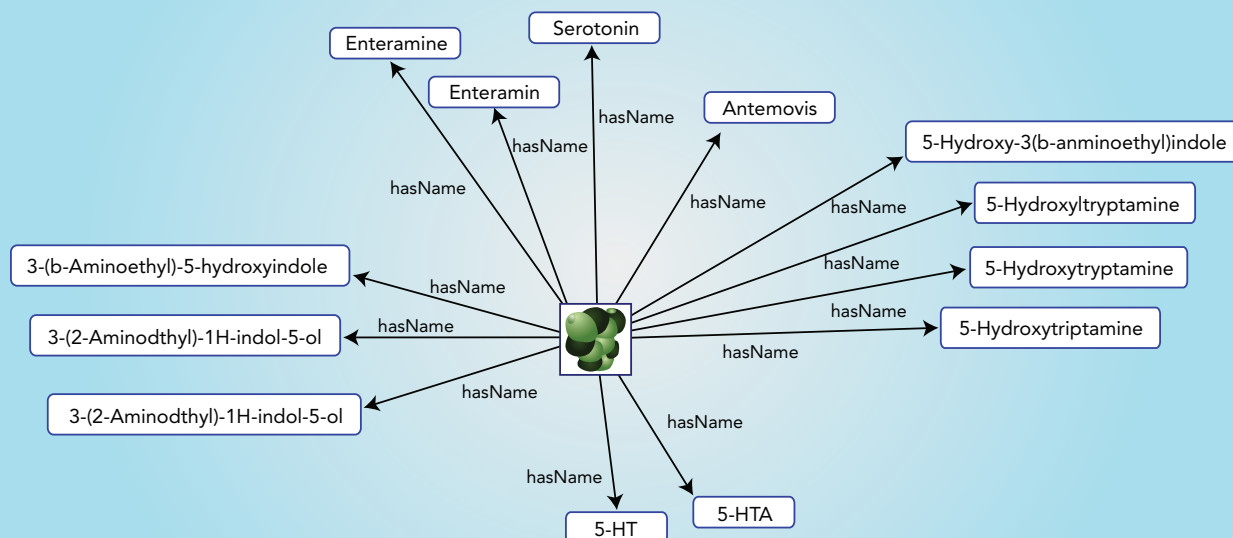 Serotonin
Enteramine
Enteramin
Antemovis
hasName
hasName
5-Hydroxy-3(b-anminoethyl)indole
hasName
hasName
hasName
5-Hydroxyltryptamine
3-(b-Aminoethyl)-5-hydroxyindole
hasName
5-Hydroxytryptamine
hasName
hasName
3-(2-Aminodthyl)-1H-indol-5-ol
hasName
hasName
5-Hydroxytriptamine
hasName
hasName
3-(2-Aminodthyl)-1H-indol-5-ol
hasName
hasName
5-HTA
5-HT